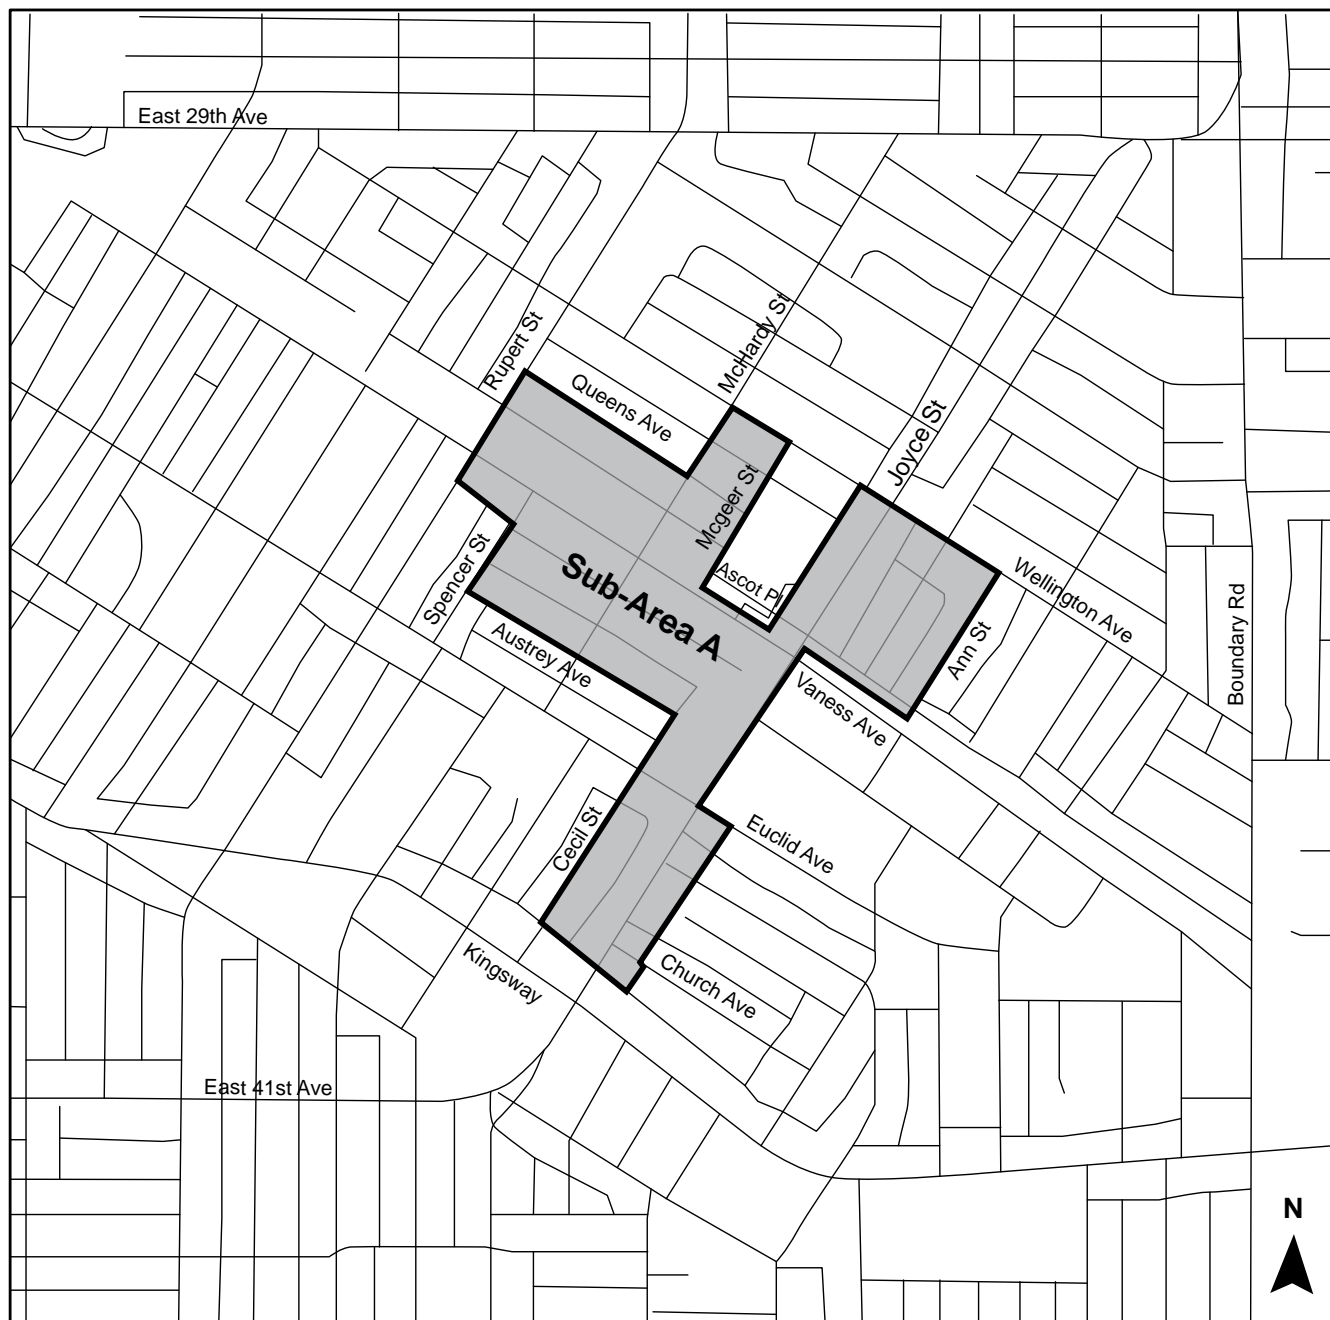 East 29th Ave
Rupert St
McHardy St
Queens Ave
Joyce St
Mcgeer St
Spencer St
Sub-Area A
Ascot Pl
Wellington Ave
Boundary Rd
Ann St
Austrey Ave
Vaness Ave
Cecil St
Euclid Ave
Kingsway
Church Ave
East 41st Ave
N